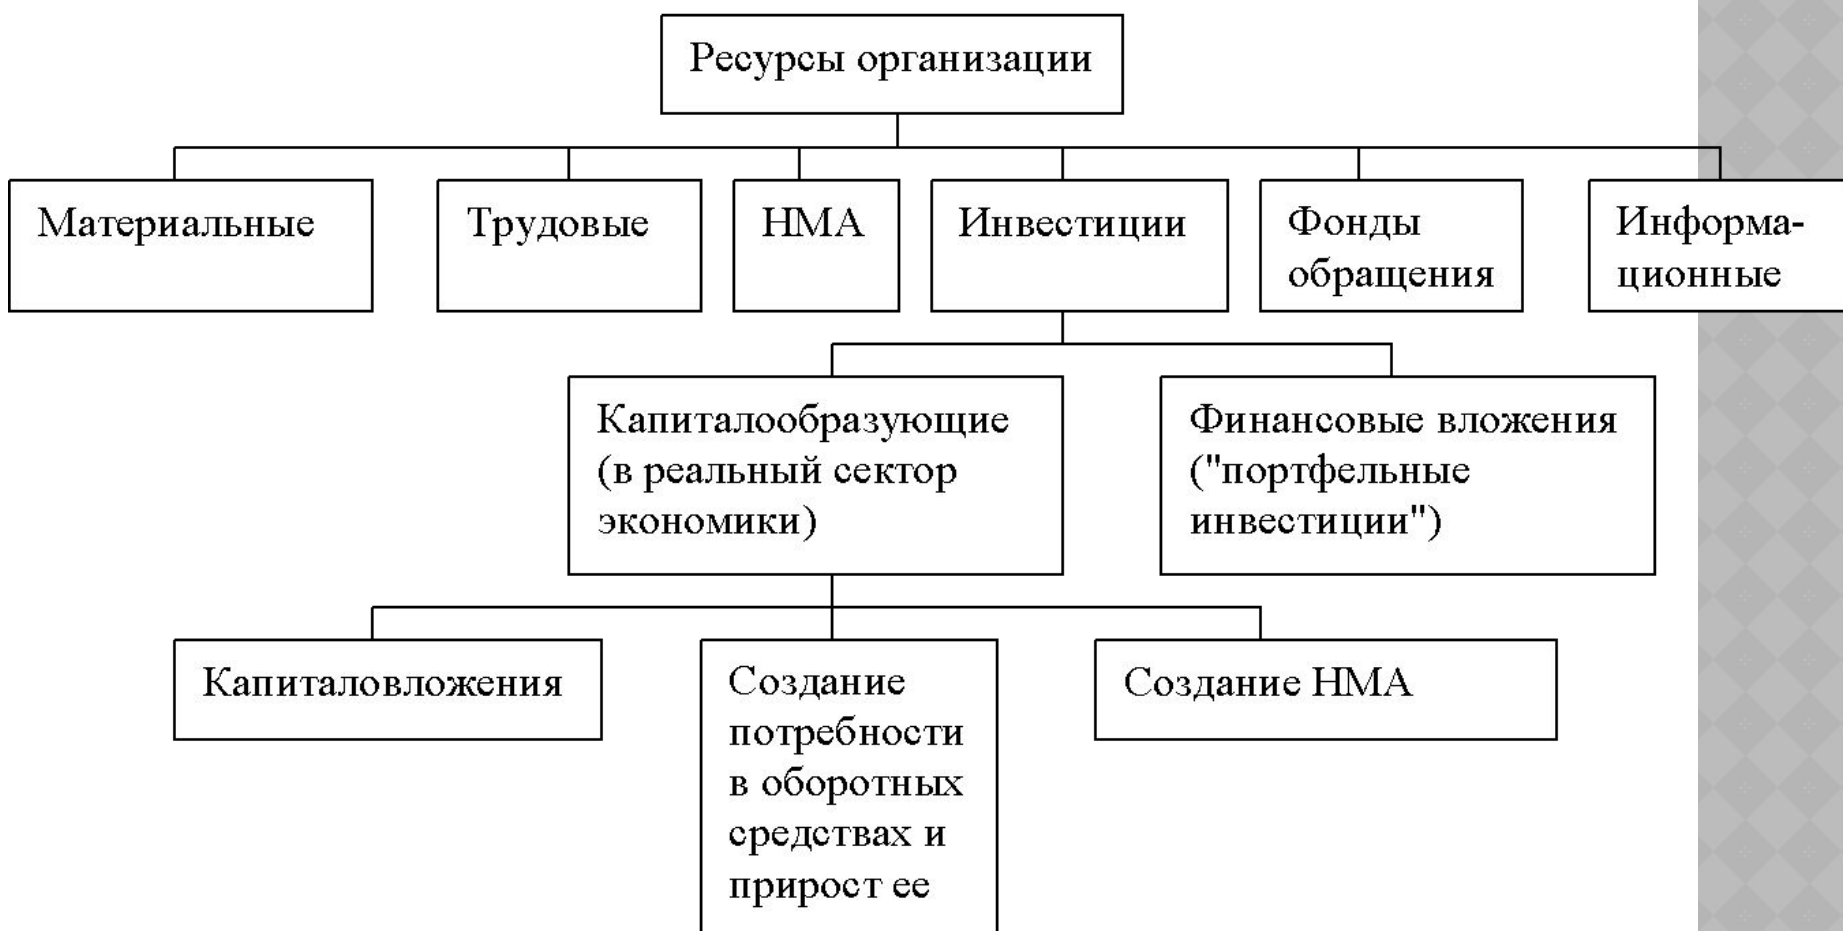 Ресурсы организации
Материальные
Трудовые
НМА
Инвестиции
Фонды
обращения
Информа-
ционные
Капиталообразующие
(в реальный сектор
экономики)
Финансовые вложения
("портфельные
инвестиции")
Капиталовложения
Создание
потребности
в оборотных
средствах и
прирост ее
Создание НМА